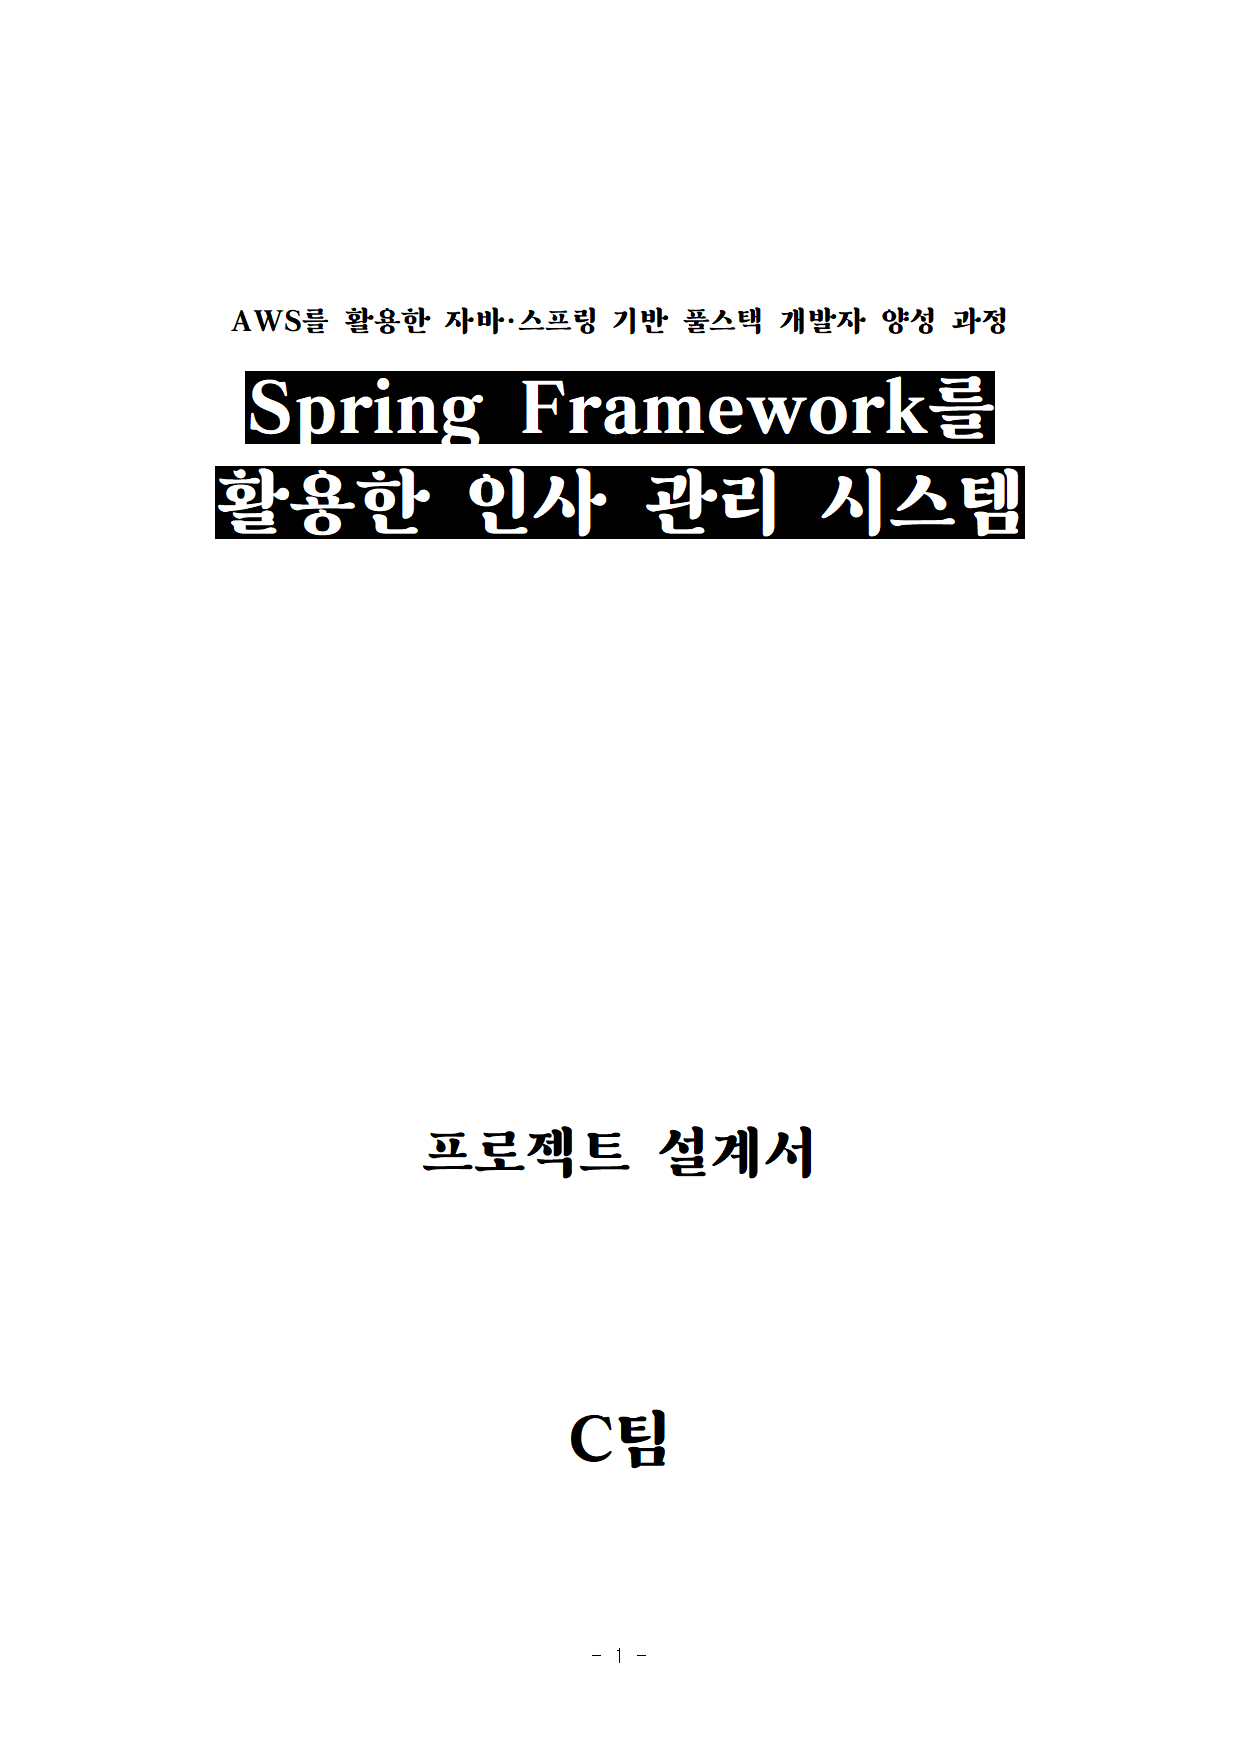 AWS를 활용한 자바·스프링 기반 풀스택 개발자 양성 과정
Spring Framework를
활용한 인사 관리 시스템
프로젝트 설계서
C팀
- 1 -